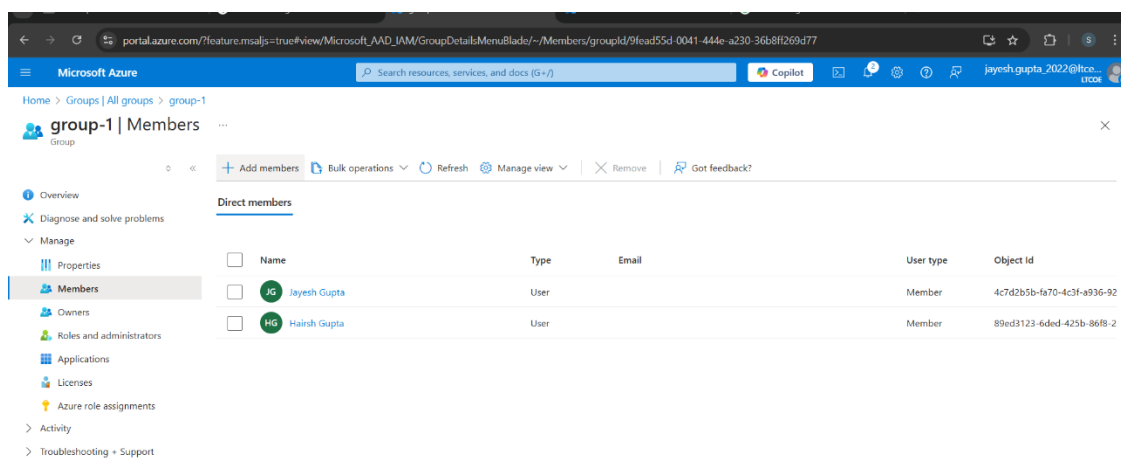 portal.azure.com/?feature.msaljs=true#view/Microsoft_AAD_IAM/GroupDetailsMenuBlade/~/Members/groupId/9fead55d-0041-444e-a230-36b8ff269d77
S
Microsoft Azure
Search resources, services, and docs (G+/)
Copilot
2
jayesh.gupta_2022@ltce...
LTCOE
Home > Groups | All groups > group-1
group-1 | Members ...
Group
Add members Bulk operations Refresh Manage view Remove Got feedback?
Overview
Diagnose and solve problems
Manage
Properties
Members
Owners
Roles and administrators
Applications
Licenses
Azure role assignments
Activity
Troubleshooting + Support
Direct members
Name Type Email User type Object Id
JG Jayesh Gupta User Member 4c7d2b5b-fa70-4c3f-a936-92
HG Hairsh Gupta User Member 89ed3123-6ded-425b-86f8-2